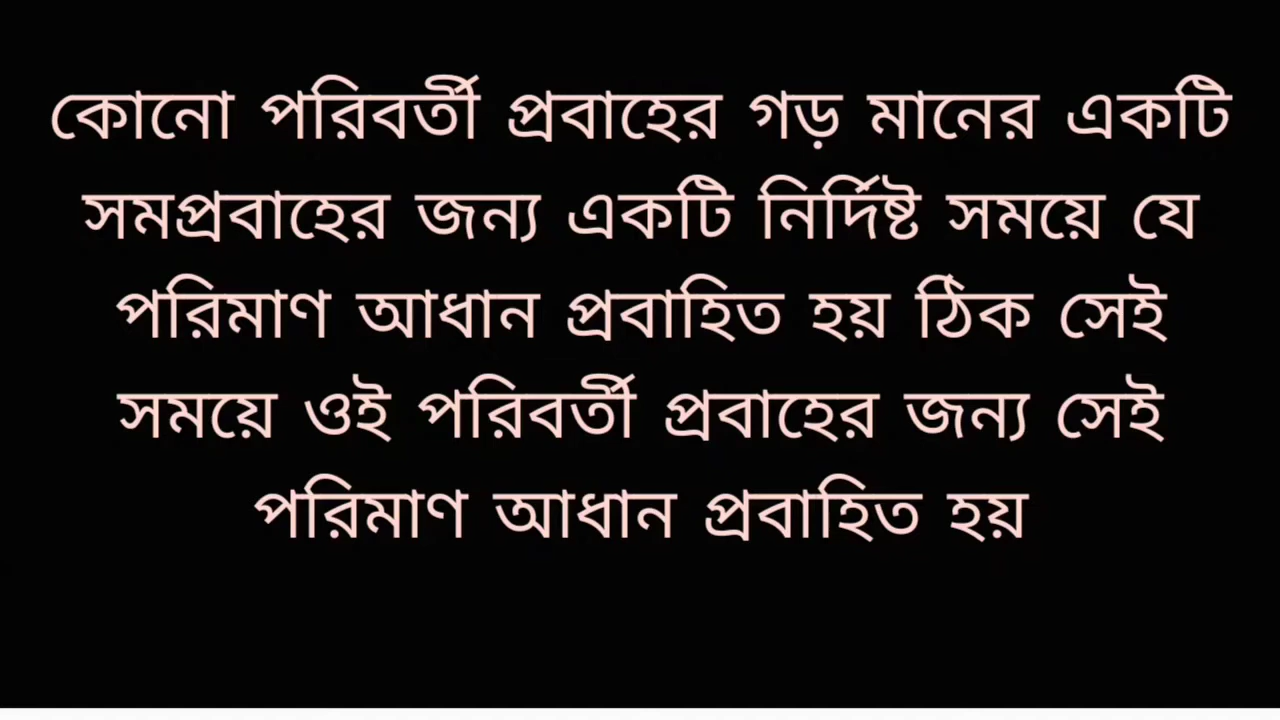 কোনো পরিবর্তী প্রবাহের গড় মানের একটি
সমপ্রবাহের জন্য একটি নির্দিষ্ট সময়ে যে
পরিমাণ আধান প্রবাহিত হয় ঠিক সেই
সময়ে ওই পরিবর্তী প্রবাহের জন্য সেই
পরিমাণ আধান প্রবাহিত হয়